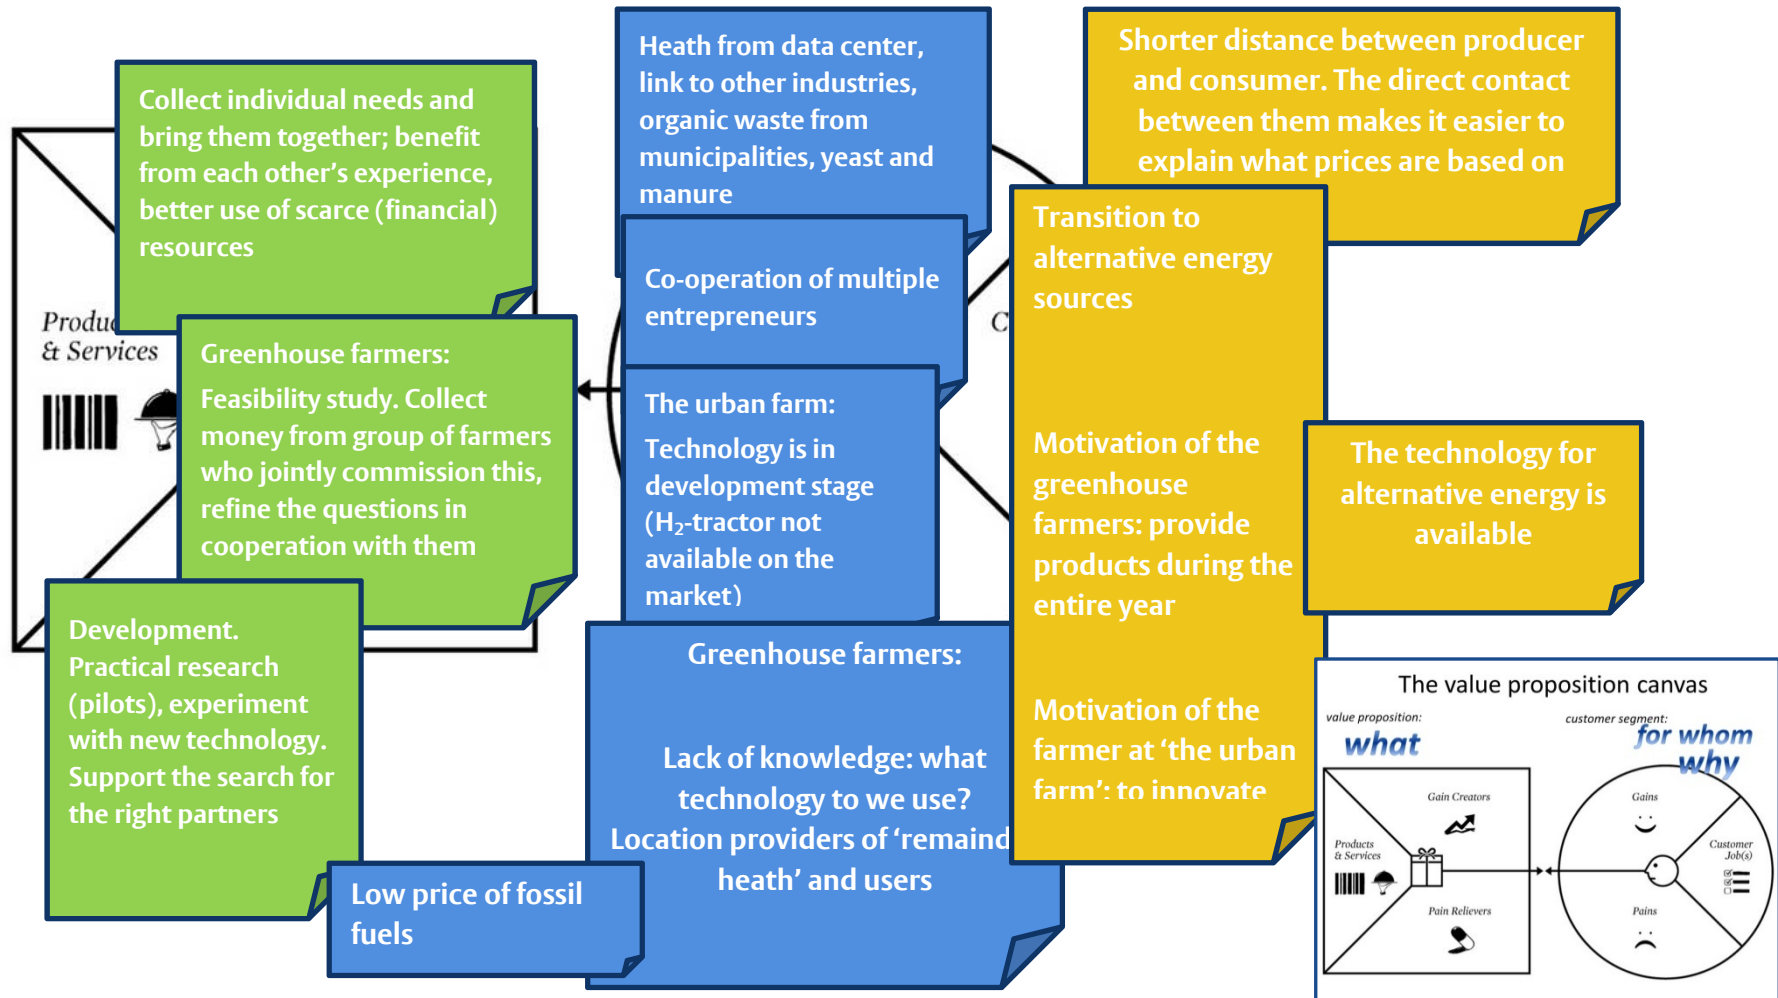 Collect individual needs and
bring them together; benefit
from each other's experience,
better use of scarce (financial)
resources
Produ
& Services
Greenhouse farmers:
Feasibility study. Collect
money from group of farmers
who jointly commission this,
refine the questions in
cooperation with them
Development.
Practical research
(pilots), experiment
with new technology.
Support the search for
the right partners
Heath from data center,
link to other industries,
organic waste from
municipalities, yeast and
manure
Co-operation of multiple
entrepreneurs
The urban farm:
Technology is in
development stage
(H₂-tractor not
available on the
market)
Greenhouse farmers:
Lack of knowledge: what
technology to we use?
Location providers of ‘remaind
heath’ and users
Low price of fossil
fuels
C
Shorter distance between producer
and consumer. The direct contact
between them makes it easier to
explain what prices are based on
Transition to
alternative energy
sources
Motivation of the
greenhouse
farmers: provide
products during the
entire year
Motivation of the
farmer at ‘the urban
farm’: to innovate
The technology for
alternative energy is
available
The value proposition canvas
value proposition:
what
customer segment:
for whom
why
Gain Creators
Products
& Services
Pain Relievers
Gains
Customer
Job(s)
Pains